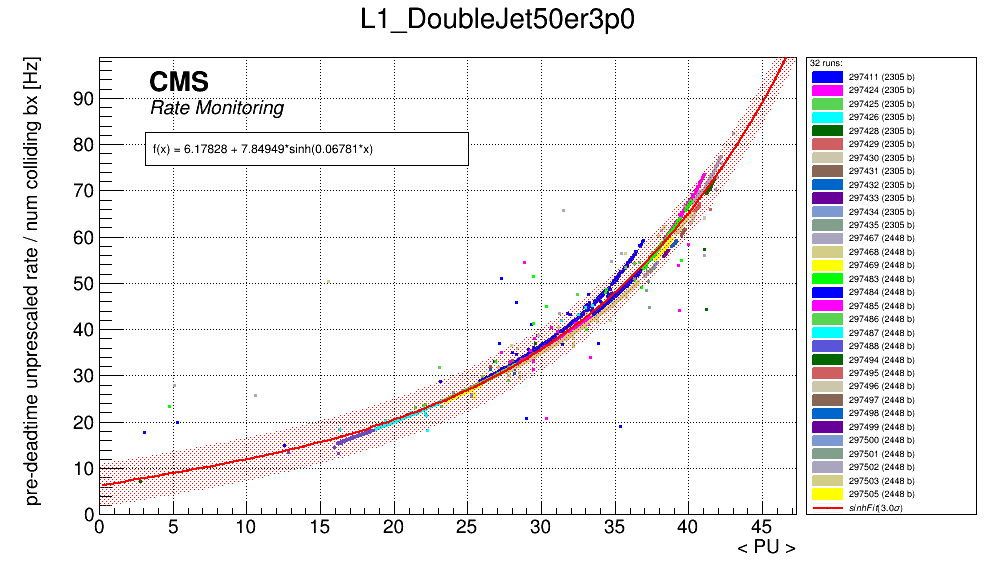 L1_DoubleJet50er3p0
pre-deadtime unprescaled rate / num colliding bx [Hz]
CMS
Rate Monitoring
f(x) = 6.17828 + 7.84949*sinh(0.06781*x)
90
80
70
60
50
40
30
20
10
0
0 5 10 15 20 25 30 35 40 45
< PU >
32 runs:
297411 (2305 b)
297424 (2305 b)
297425 (2305 b)
297426 (2305 b)
297428 (2305 b)
297429 (2305 b)
297430 (2305 b)
297431 (2305 b)
297432 (2305 b)
297433 (2305 b)
297434 (2305 b)
297435 (2305 b)
297467 (2448 b)
297468 (2448 b)
297469 (2448 b)
297483 (2448 b)
297484 (2448 b)
297485 (2448 b)
297486 (2448 b)
297487 (2448 b)
297488 (2448 b)
297494 (2448 b)
297495 (2448 b)
297496 (2448 b)
297497 (2448 b)
297498 (2448 b)
297499 (2448 b)
297500 (2448 b)
297501 (2448 b)
297502 (2448 b)
297503 (2448 b)
297505 (2448 b)
sinhFit(3.0σ)